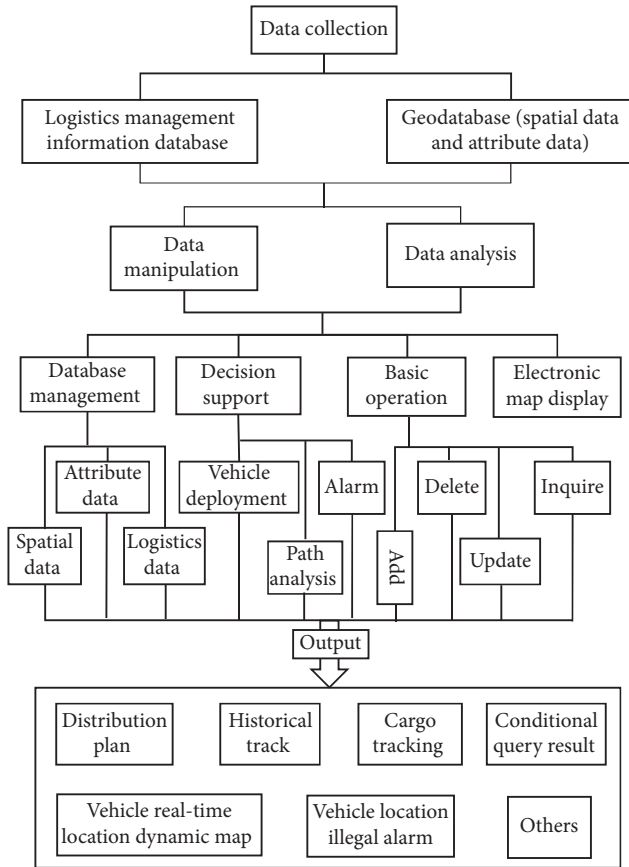 Data collection
Logistics management
information database
Geodatabase (spatial data
and attribute data)
Data
manipulation
Data analysis
Database
management
Decision
support
Basic
operation
Electronic
map display
Attribute
data
Vehicle
deployment
Alarm
Delete
Inquire
Spatial
data
Logistics
data
Path
analysis
Add
Update
Output
Distribution
plan
Historical
track
Cargo
tracking
Conditional
query result
Vehicle real-time
location dynamic map
Vehicle location
illegal alarm
Others